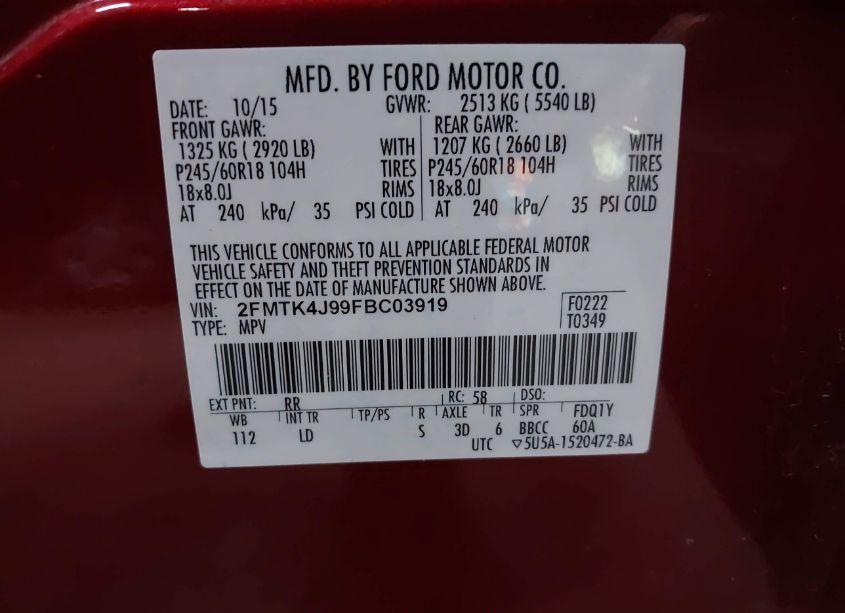 MFD. BY FORD MOTOR CO.
DATE: 10/15 GVWR: 2513 KG ( 5540 LB)
FRONT GAWR: REAR GAWR:
1325 KG ( 2920 LB) WITH 1207 KG ( 2660 LB) WITH
P245/60R18 104H TIRES P245/60R18 104H TIRES
18x8.0J RIMS 18x8.0J RIMS
AT 240 kPa/ 35 PSI COLD AT 240 kPa/ 35 PSI COLD
THIS VEHICLE CONFORMS TO ALL APPLICABLE FEDERAL MOTOR
VEHICLE SAFETY AND THEFT PREVENTION STANDARDS IN
EFFECT ON THE DATE OF MANUFACTURE SHOWN ABOVE.
VIN: 2FMTK4J99FBC03919 F0222
TYPE: MPV T0349
EXT PNT: RR RC: 58 DSO:
WB INT TR TP/PS R AXLE TR SPR FDQ1Y
112 LD S 3D 6 BBCC 60A
UTC ▽5U5A-1520472-BA